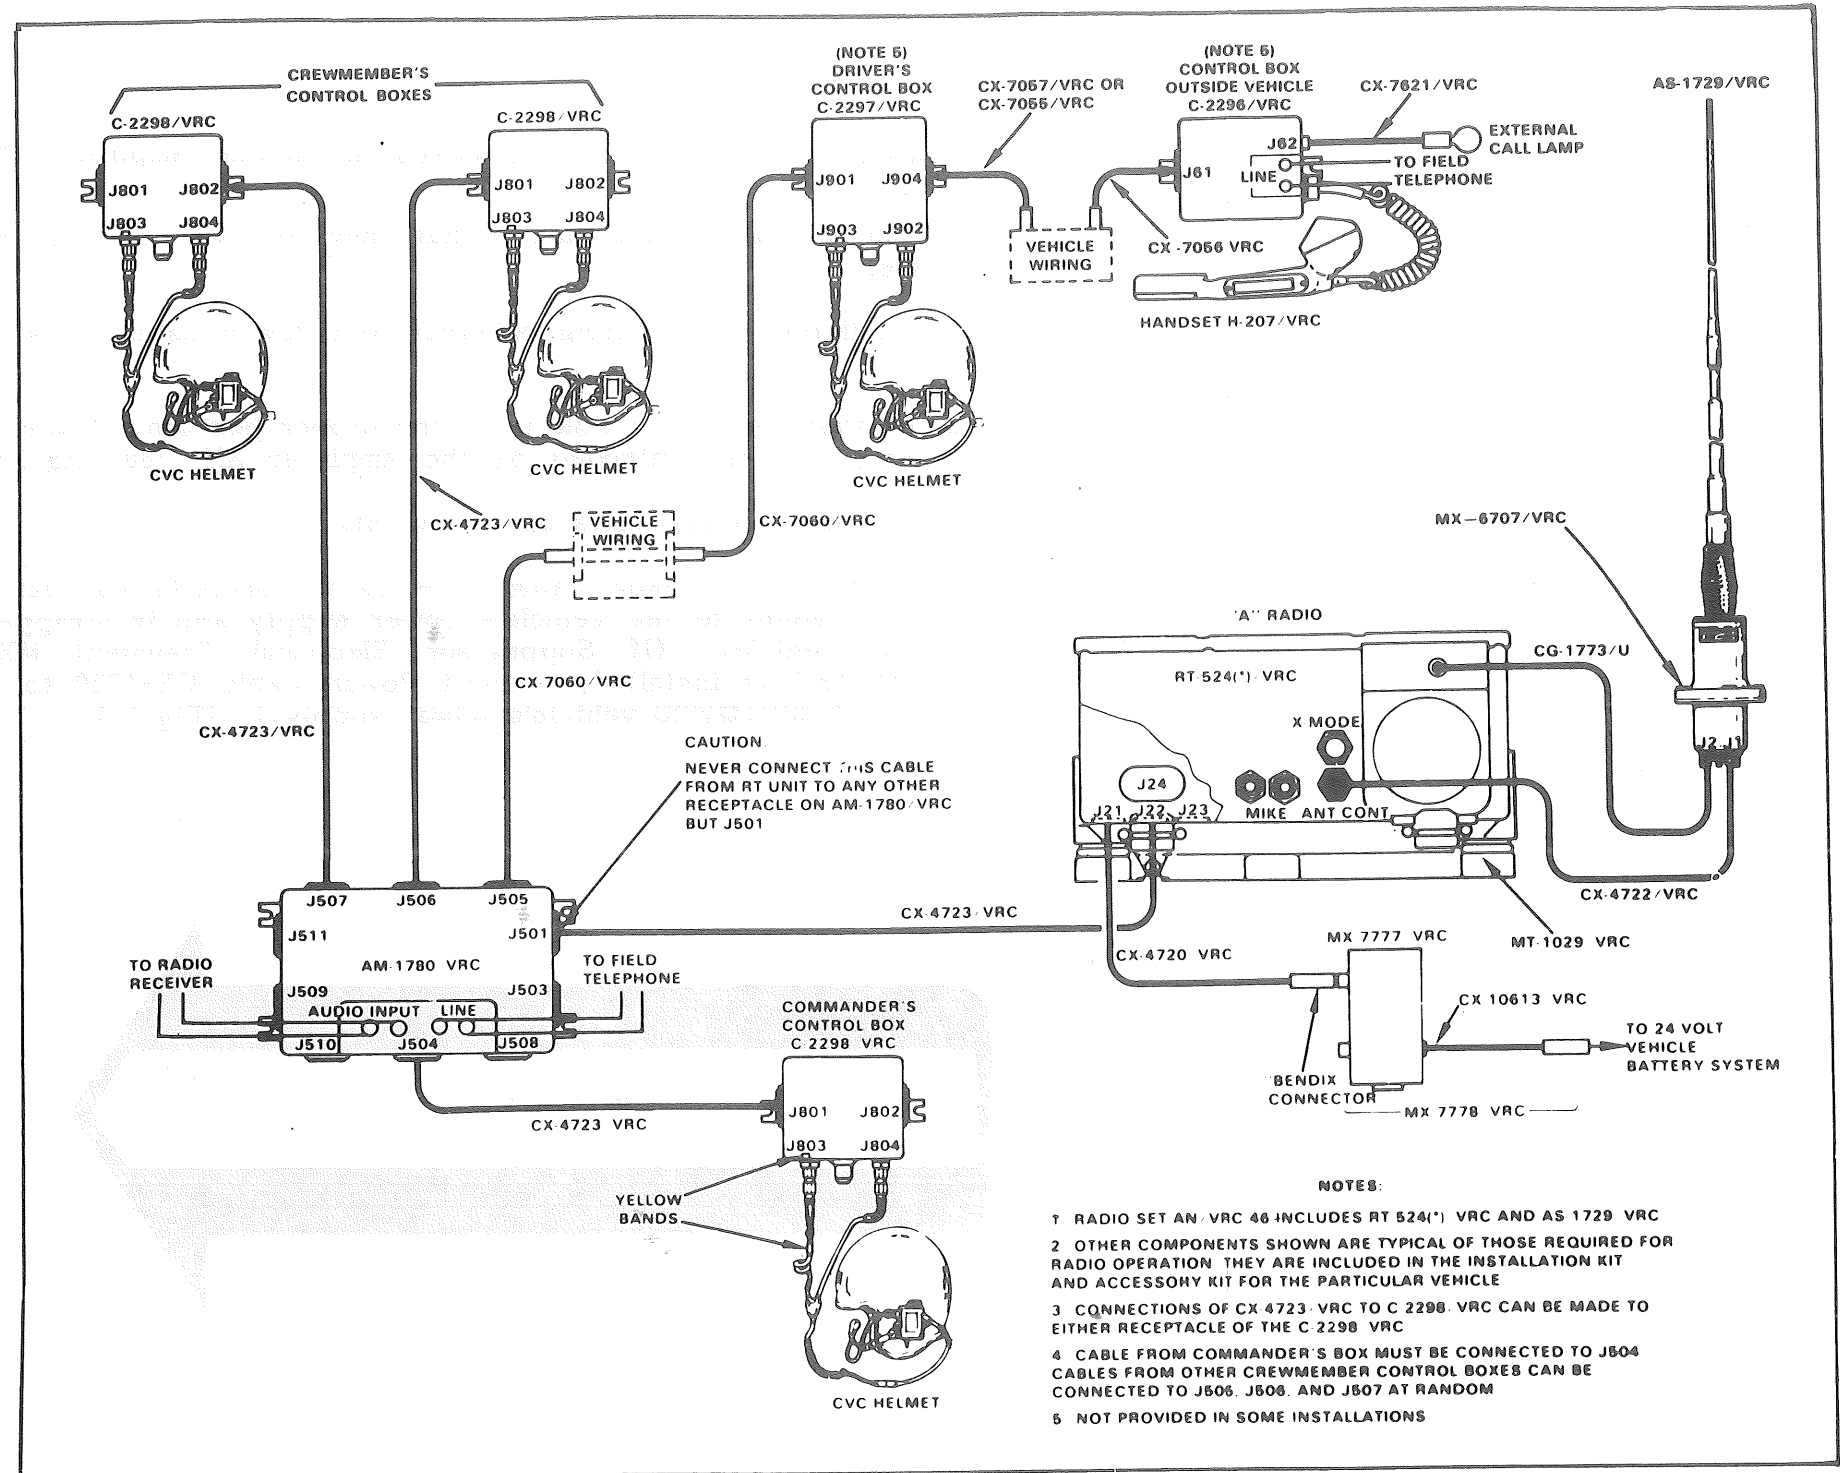 CREWMEMBER'S
CONTROL BOXES
C-2298/VRC
J801 J802
J803 J804
CVC HELMET
C-2298/VRC
J801 J802
J803 J804
CVC HELMET
(NOTE 5)
DRIVER'S
CONTROL BOX
C-2297/VRC
J901 J904
J903 J902
CVC HELMET
CX-7057/VRC OR
CX-7055/VRC
VEHICLE
WIRING
(NOTE 5)
CONTROL BOX
OUTSIDE VEHICLE
C-2296/VRC
J61
J62
LINE
CX-7621/VRC
EXTERNAL
CALL LAMP
TO FIELD
TELEPHONE
CX-7056 VRC
HANDSET H-207/VRC
AS-1729/VRC
CX-4723/VRC
VEHICLE
WIRING
CX-7060/VRC
CX 7060/VRC
CX-4723/VRC
MX-6707/VRC
"A" RADIO
RT-524(*) VRC
CG-1773/U
X MODE
J24
J21 J22 J23
MIKE ANT CONT
J2 J1
CX-4722/VRC
MT-1029 VRC
CAUTION
NEVER CONNECT THIS CABLE
FROM RT UNIT TO ANY OTHER
RECEPTACLE ON AM-1780/VRC
BUT J501
J507 J506 J505
J511 J501
AM-1780 VRC
J509 J503
AUDIO INPUT LINE
J510 J504 J508
TO RADIO
RECEIVER
TO FIELD
TELEPHONE
CX-4723 VRC
CX-4720 VRC
MX 7777 VRC
CX 10613 VRC
TO 24 VOLT
VEHICLE
BATTERY SYSTEM
BENDIX
CONNECTOR
MX 7778 VRC
COMMANDER'S
CONTROL BOX
C 2298 VRC
J801 J802
J803 J804
CX-4723 VRC
YELLOW
BANDS
CVC HELMET
NOTES:
1 RADIO SET AN/VRC 46 INCLUDES RT 524(*) VRC AND AS 1729 VRC
2 OTHER COMPONENTS SHOWN ARE TYPICAL OF THOSE REQUIRED FOR
RADIO OPERATION THEY ARE INCLUDED IN THE INSTALLATION KIT
AND ACCESSORY KIT FOR THE PARTICULAR VEHICLE
3 CONNECTIONS OF CX-4723/VRC TO C 2298/VRC CAN BE MADE TO
EITHER RECEPTACLE OF THE C-2298 VRC
4 CABLE FROM COMMANDER'S BOX MUST BE CONNECTED TO J504
CABLES FROM OTHER CREWMEMBER CONTROL BOXES CAN BE
CONNECTED TO J505, J506, AND J507 AT RANDOM
5 NOT PROVIDED IN SOME INSTALLATIONS